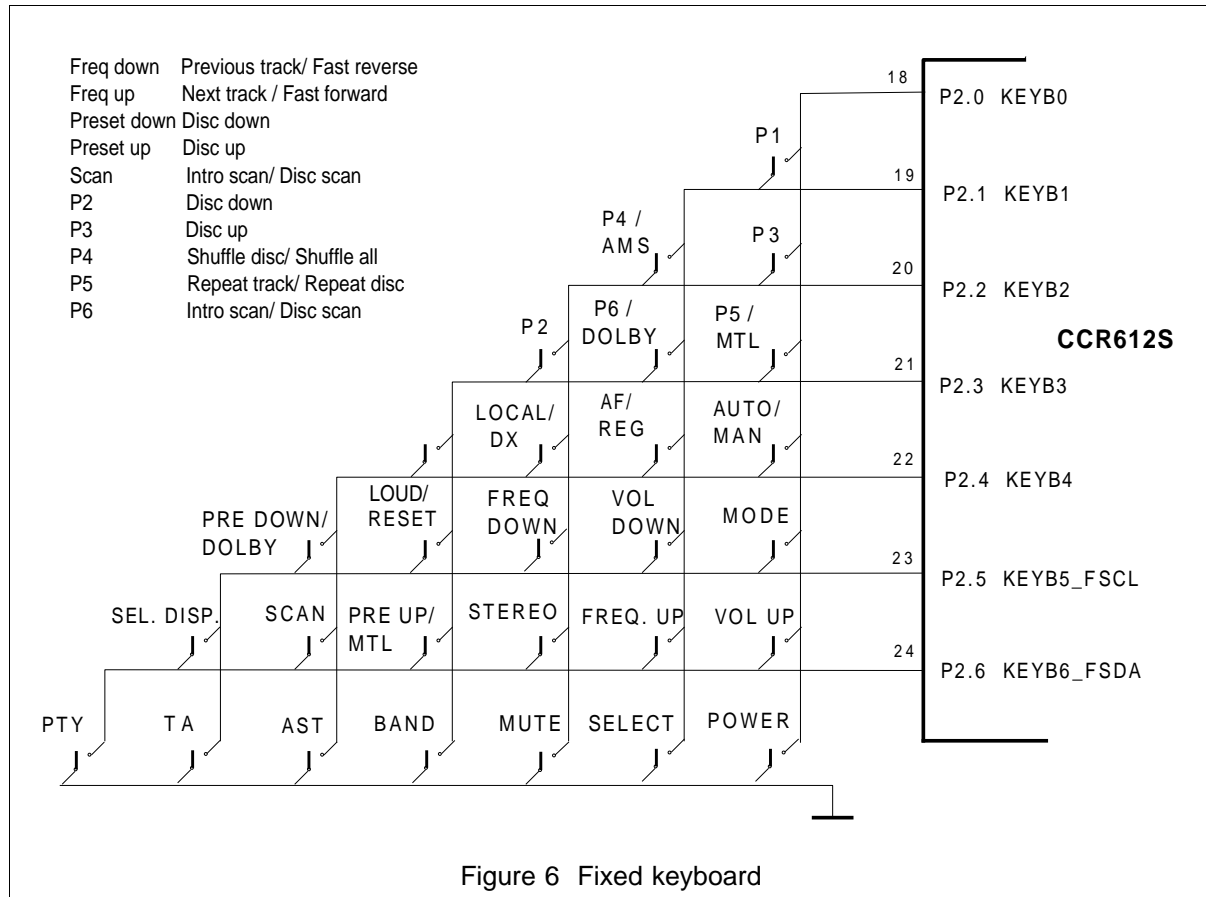 Freq down Previous track/ Fast reverse
Freq up Next track / Fast forward
Preset down Disc down
Preset up Disc up
Scan Intro scan/ Disc scan
P2 Disc down
P3 Disc up
P4 Shuffle disc/ Shuffle all
P5 Repeat track/ Repeat disc
P6 Intro scan/ Disc scan
18
P2.0 KEYB0
P1
19
P2.1 KEYB1
P4 /
AMS
P3
20
P2.2 KEYB2
P2
P6 /
DOLBY
P5 /
MTL
CCR612S
21
P2.3 KEYB3
LOCAL/
DX
AF/
REG
AUTO/
MAN
22
P2.4 KEYB4
PRE DOWN/
DOLBY
LOUD/
RESET
FREQ
DOWN
VOL
DOWN
MODE
23
P2.5 KEYB5_FSCL
SEL. DISP.
SCAN
PRE UP/
MTL
STEREO
FREQ. UP
VOL UP
24
P2.6 KEYB6_FSDA
PTY
TA
AST
BAND
MUTE
SELECT
POWER
Figure 6 Fixed keyboard